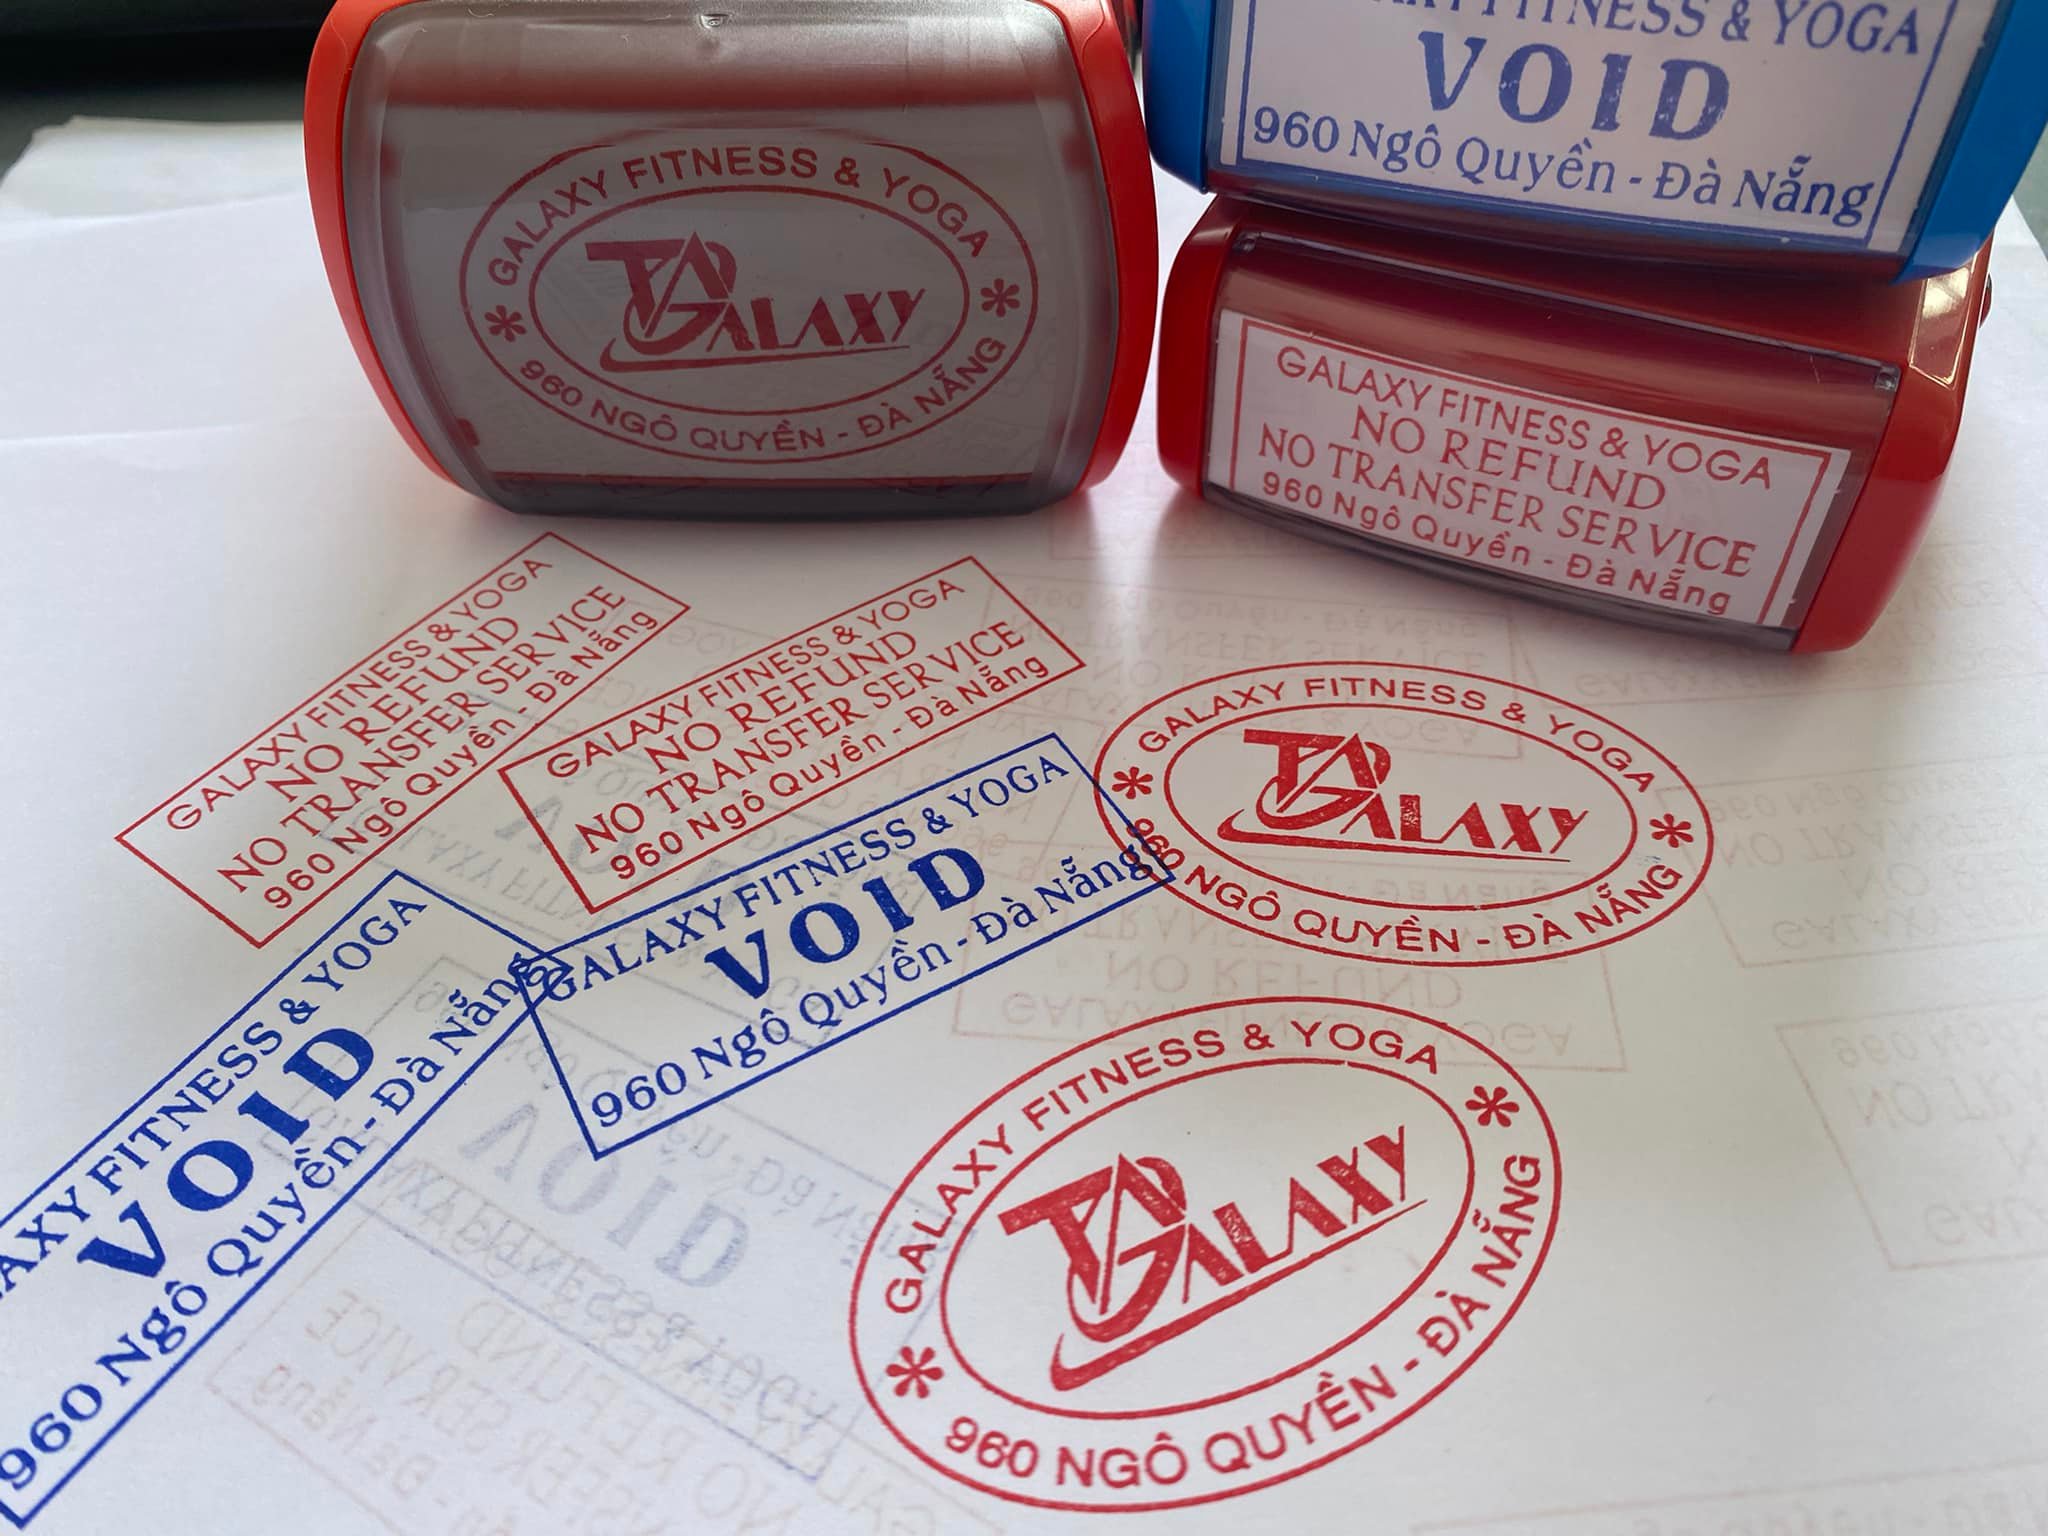 GALAXY FITNESS & YOGA
TAD GALAXY
* 960 NGÔ QUYỀN - ĐÀ NẴNG *
FITNESS & YOGA
VOID
960 Ngô Quyền - Đà Nẵng
GALAXY FITNESS & YOGA
NO REFUND
NO TRANSFER SERVICE
960 Ngô Quyền - Đà Nẵng
GALAXY FITNESS & YOGA
NO REFUND
NO TRANSFER SERVICE
960 Ngô Quyền - Đà Nẵng
GALAXY FITNESS & YOGA
NO REFUND
NO TRANSFER SERVICE
960 Ngô Quyền - Đà Nẵng
GALAXY FITNESS & YOGA
TAD GALAXY
* 960 NGÔ QUYỀN - ĐÀ NẴNG *
GALAXY FITNESS & YOGA
VOID
960 Ngô Quyền - Đà Nẵng
FITNESS & YOGA
VOID
960 Ngô Quyền - Đà Nẵng
GALAXY FITNESS & YOGA
TAD GALAXY
* 960 NGÔ QUYỀN - ĐÀ NẴNG *